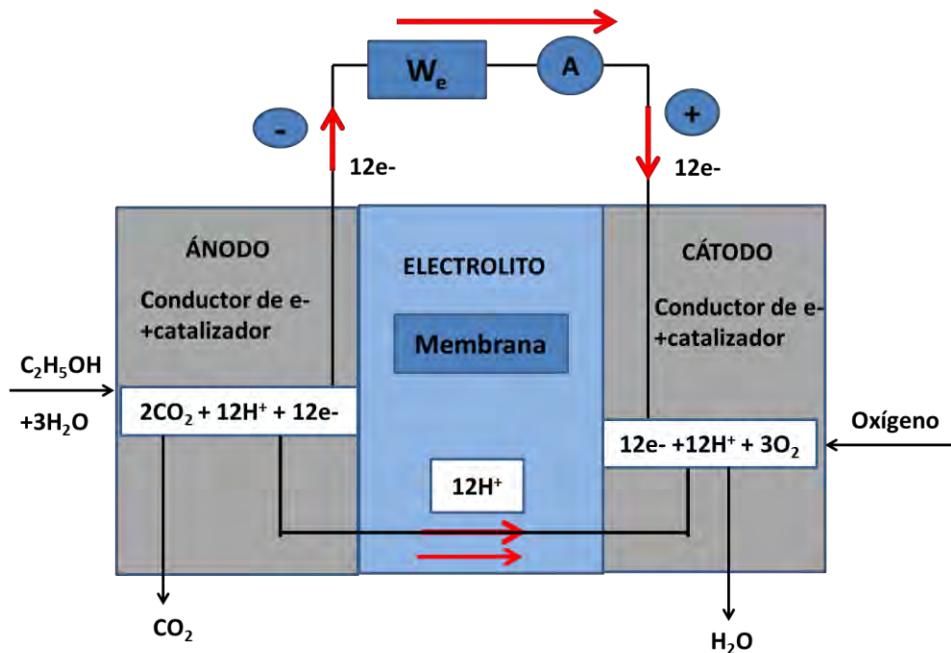 W_e
A
-
+
12e-
12e-
ÁNODO
Conductor de e-
+catalizador
ELECTROLITO
Membrana
CÁTODO
Conductor de e-
+catalizador
C₂H₅OH
+3H₂O
2CO₂ + 12H⁺ + 12e-
12e- +12H⁺ + 3O₂
Oxígeno
12H⁺
CO₂
H₂O